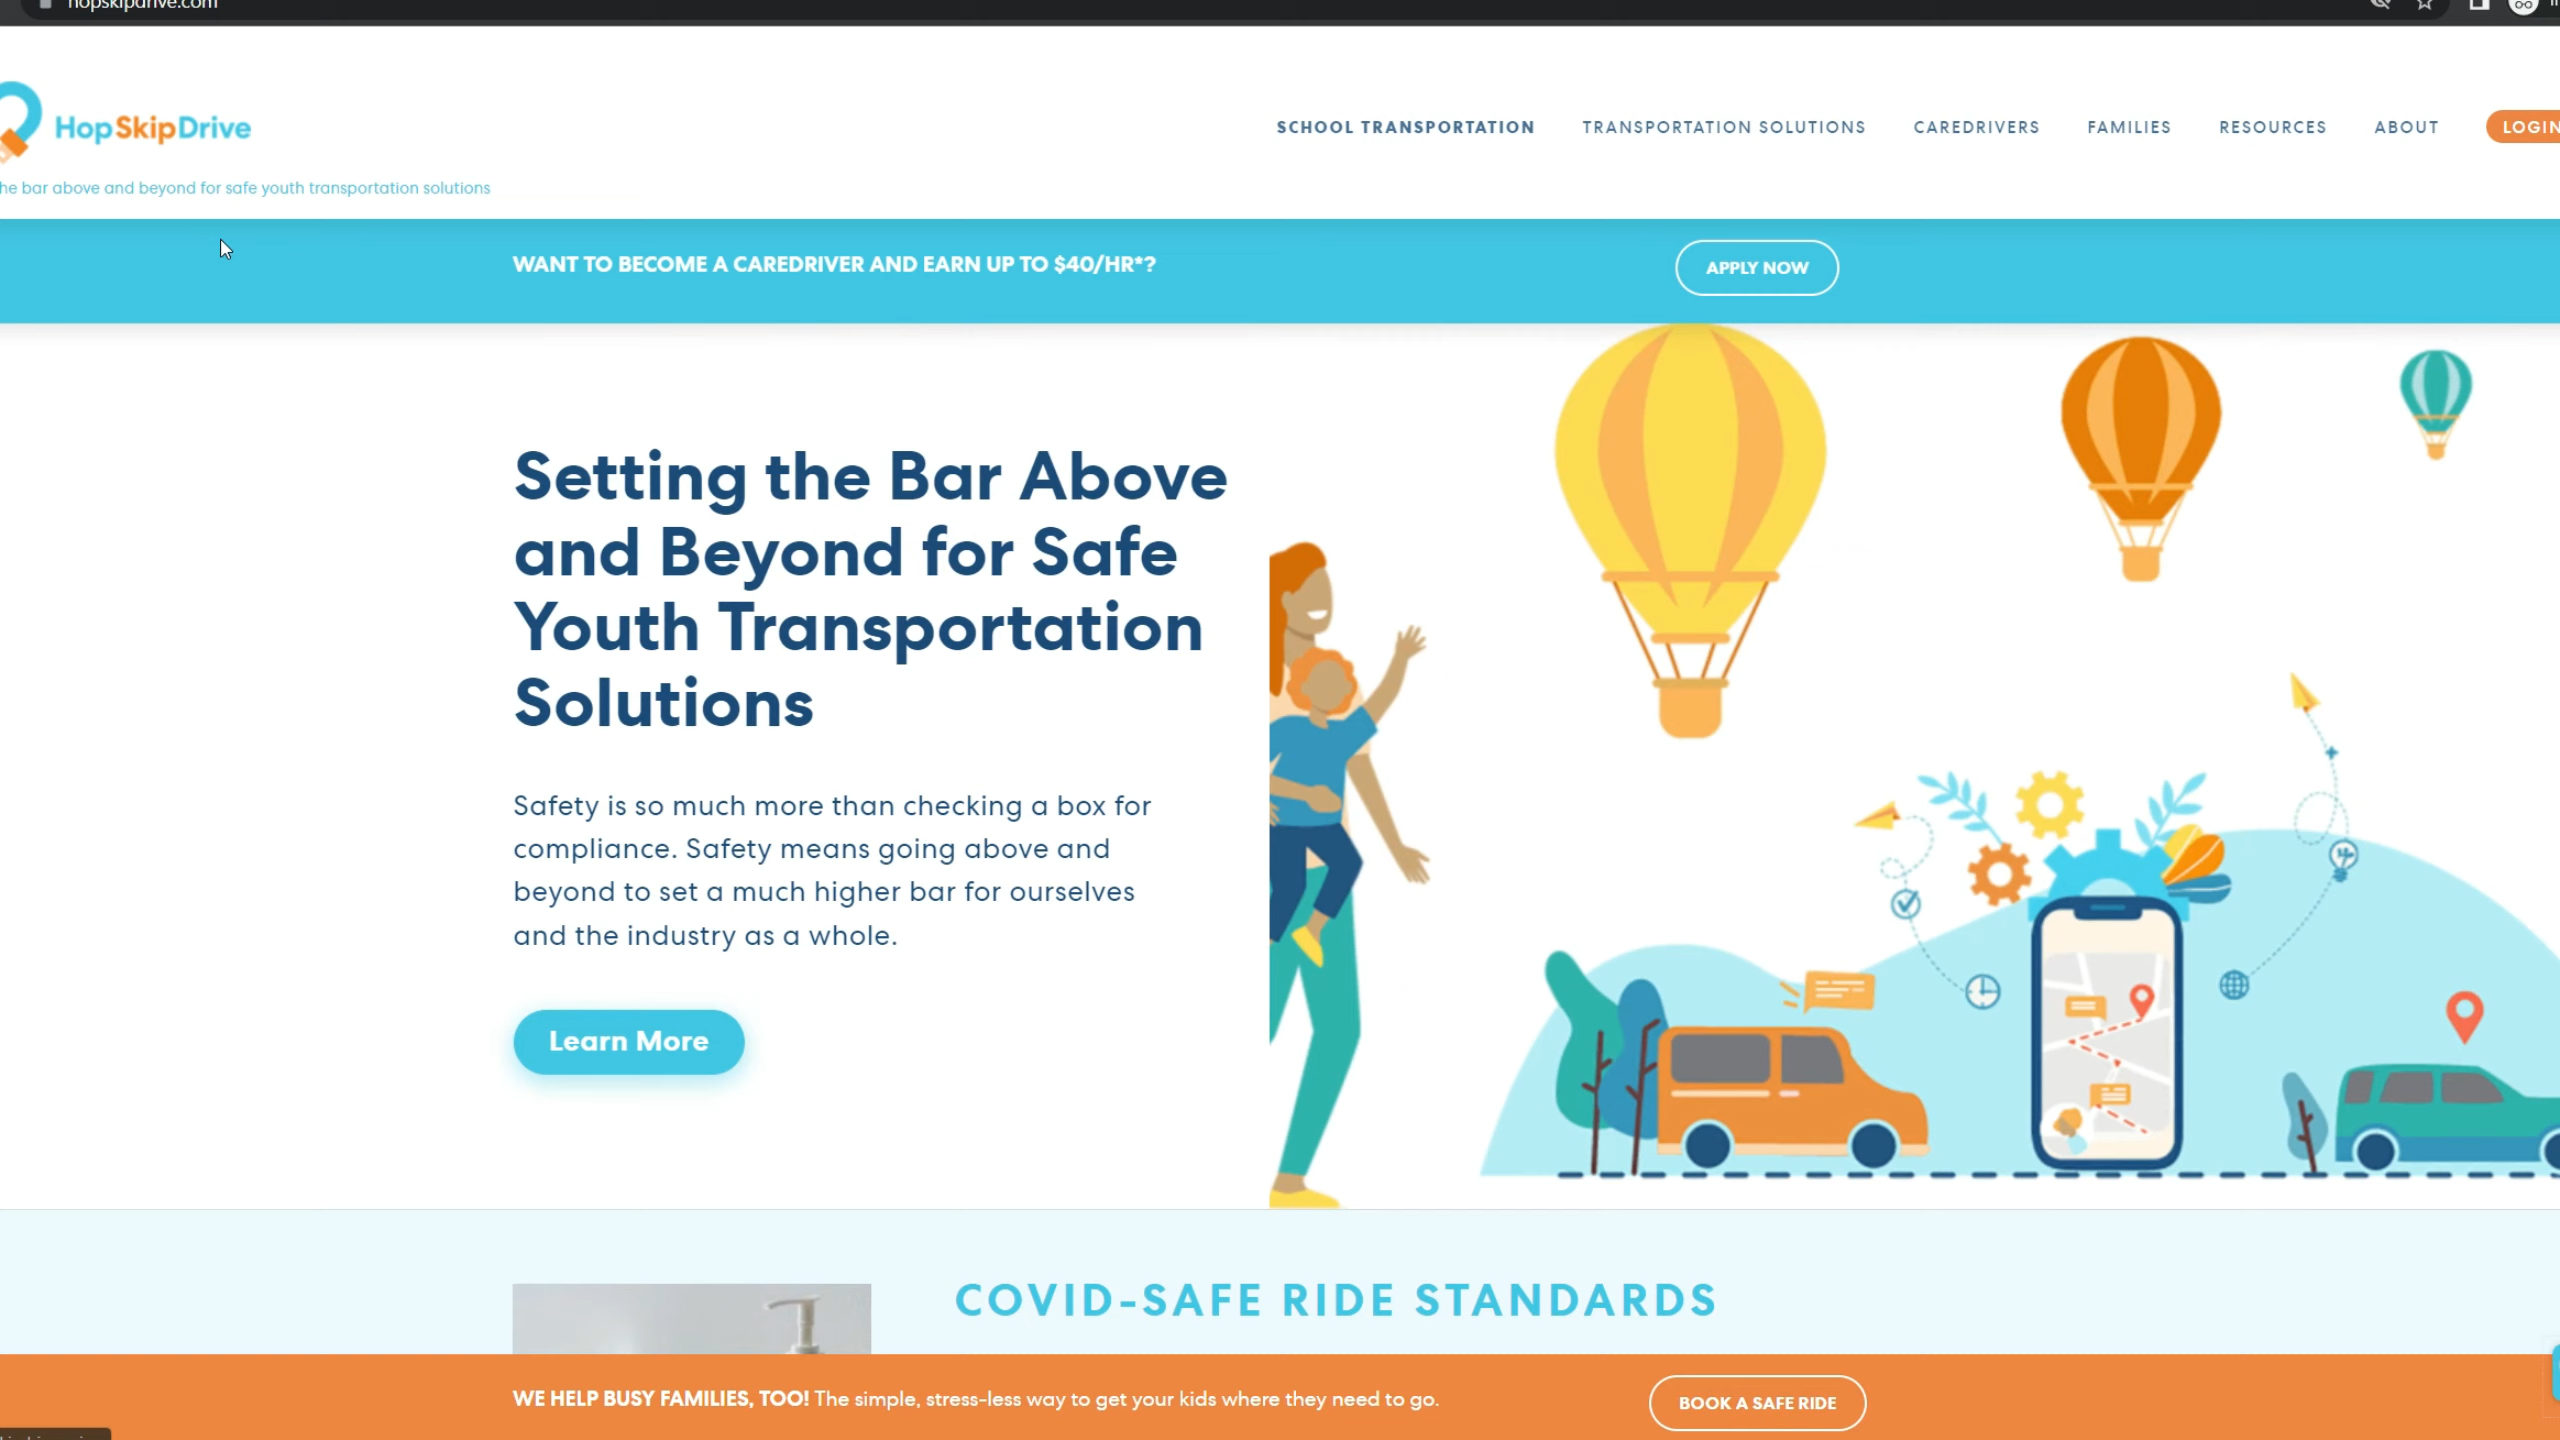 hopskipdrive.com
HopSkipDrive
SCHOOL TRANSPORTATION
TRANSPORTATION SOLUTIONS
CAREDRIVERS
FAMILIES
RESOURCES
ABOUT
LOGIN
he bar above and beyond for safe youth transportation solutions
WANT TO BECOME A CAREDRIVER AND EARN UP TO $40/HR*?
APPLY NOW
Setting the Bar Above
and Beyond for Safe
Youth Transportation
Solutions
Safety is so much more than checking a box for
compliance. Safety means going above and
beyond to set a much higher bar for ourselves
and the industry as a whole.
Learn More
COVID-SAFE RIDE STANDARDS
WE HELP BUSY FAMILIES, TOO! The simple, stress-less way to get your kids where they need to go.
BOOK A SAFE RIDE